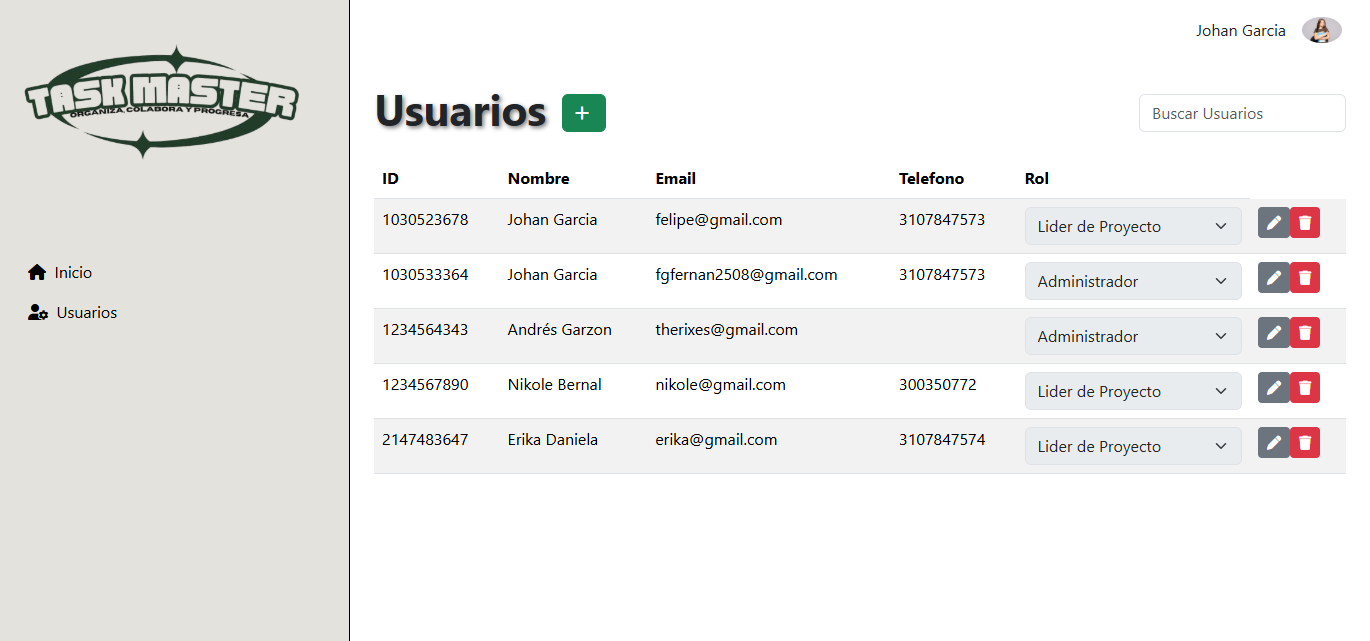 TASK MASTER
ORGANIZA, COLABORA Y PROGRESA
Inicio
Usuarios
Johan Garcia
Usuarios +
Buscar Usuarios
ID Nombre Email Telefono Rol
1030523678 Johan Garcia felipe@gmail.com 3107847573 Lider de Proyecto
1030533364 Johan Garcia fgfernan2508@gmail.com 3107847573 Administrador
1234564343 Andrés Garzon therixes@gmail.com Administrador
1234567890 Nikole Bernal nikole@gmail.com 300350772 Lider de Proyecto
2147483647 Erika Daniela erika@gmail.com 3107847574 Lider de Proyecto